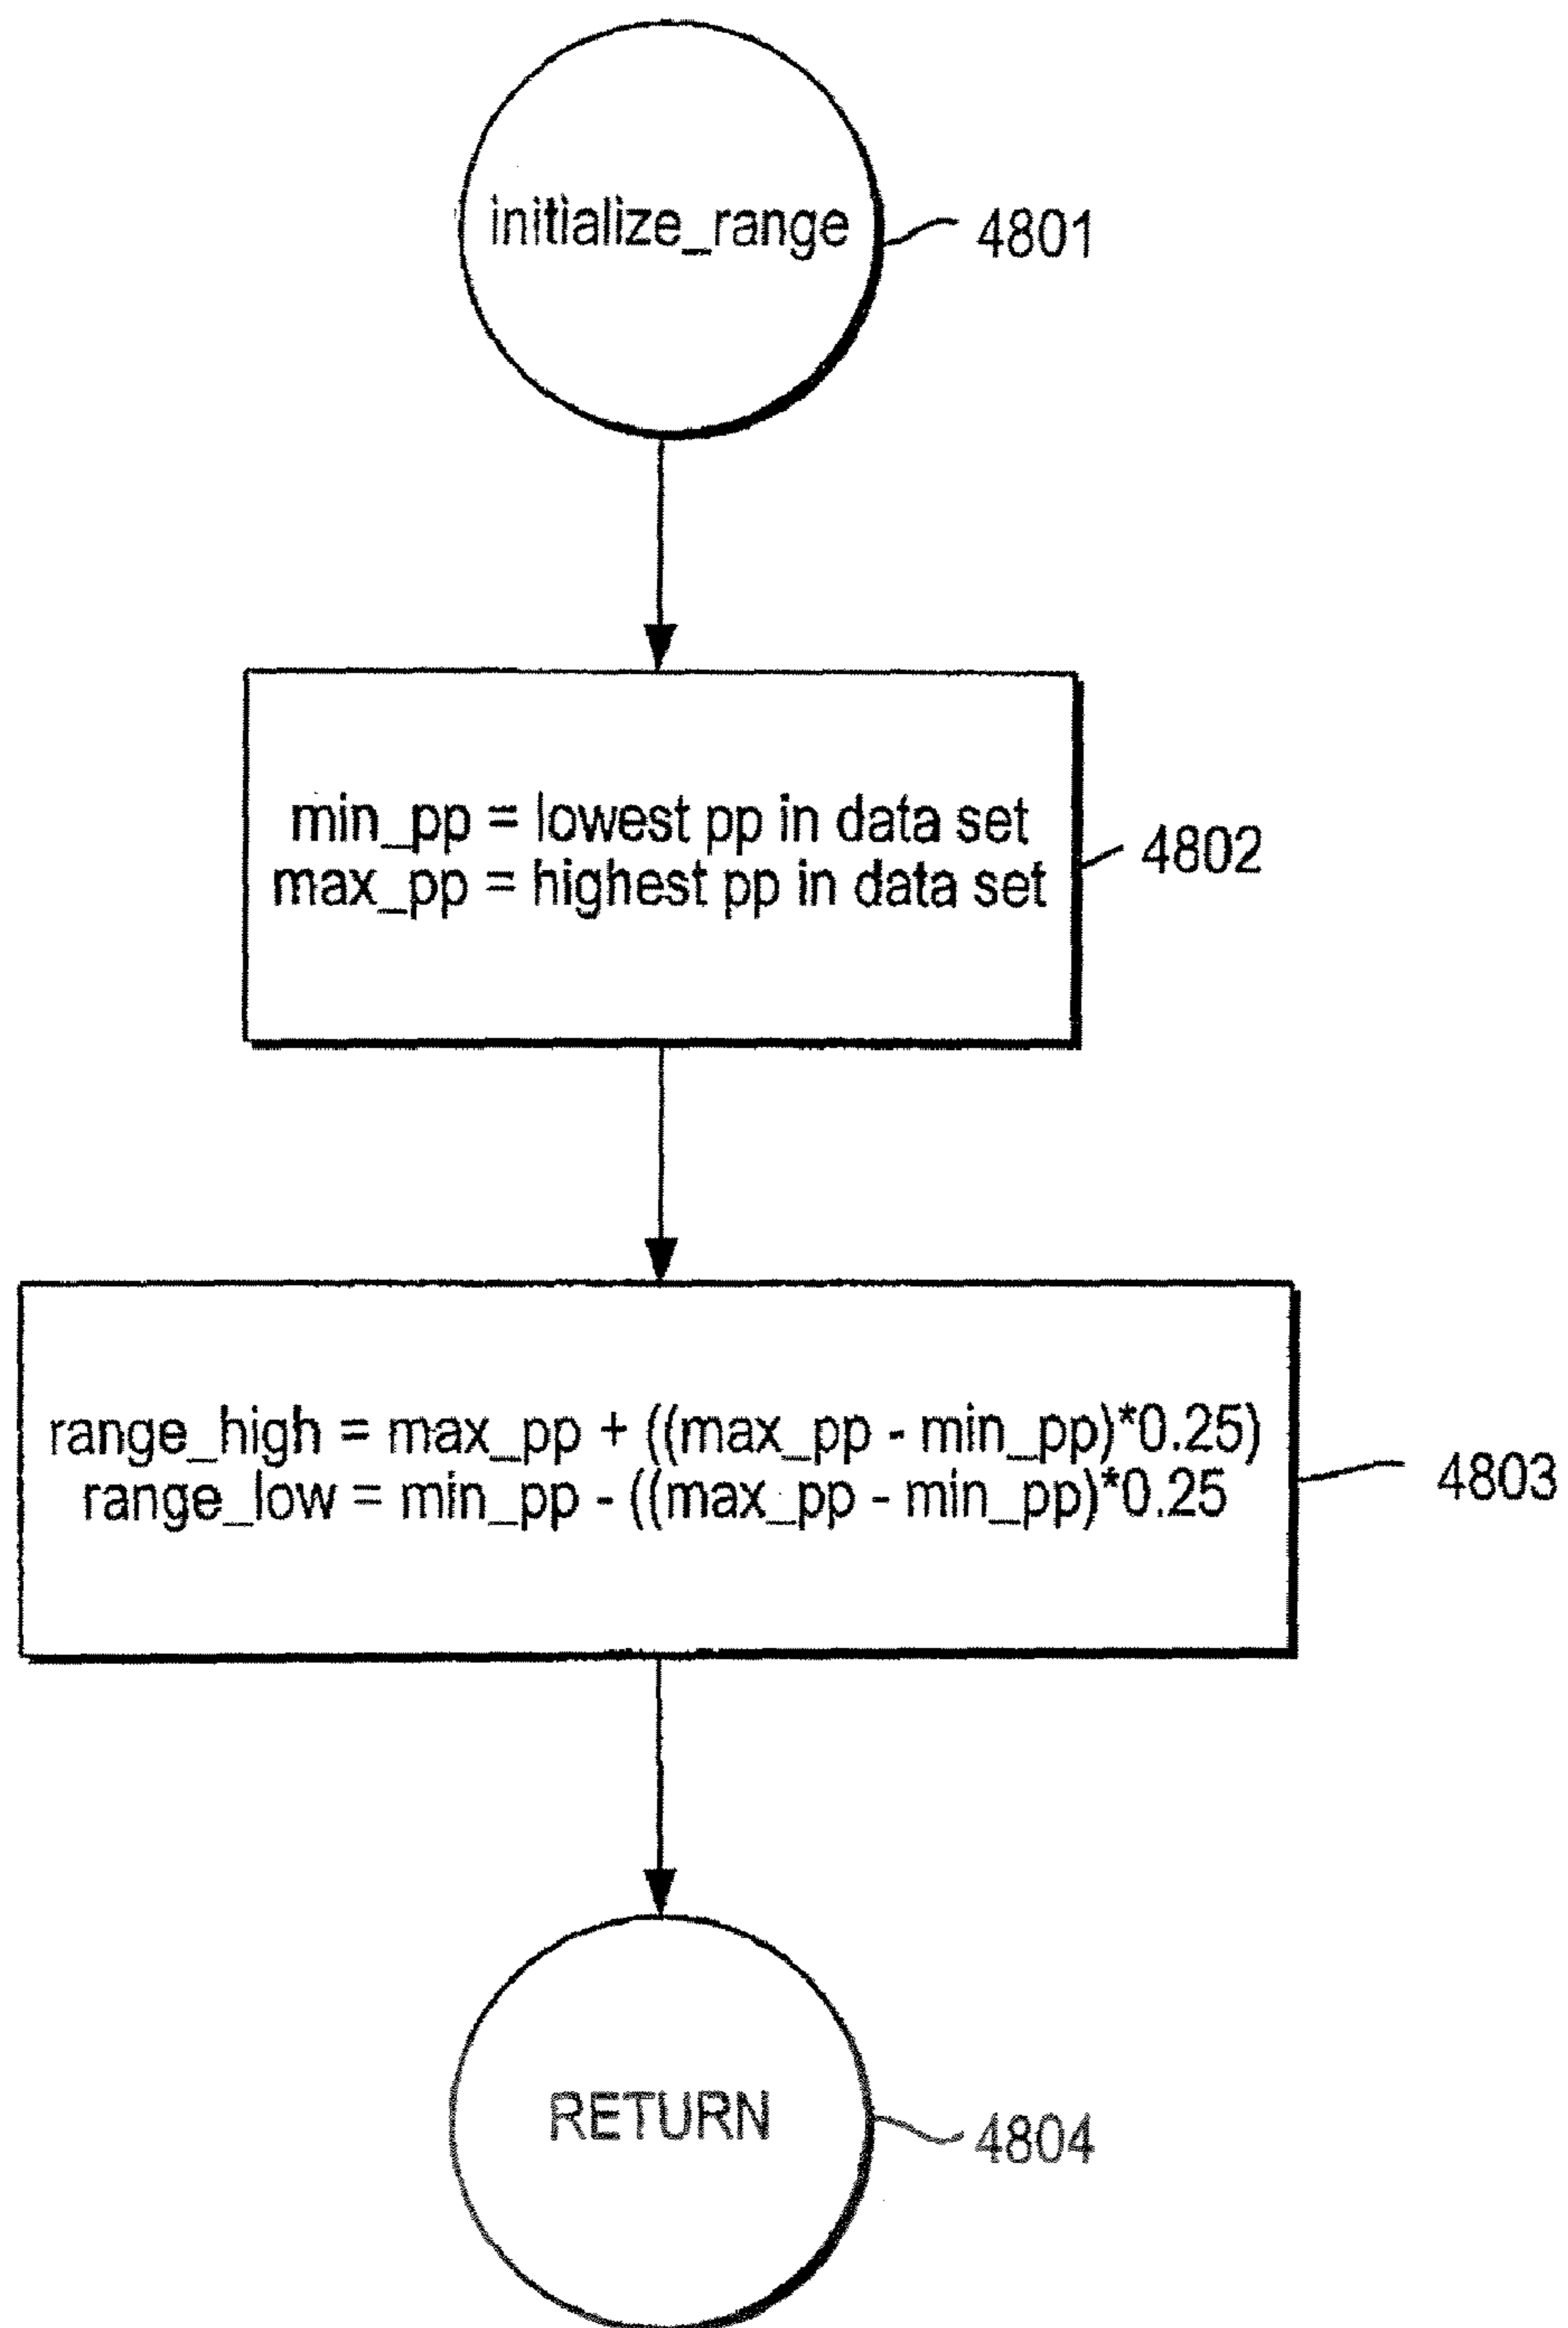 initialize_range
4801
min_pp = lowest pp in data set
max_pp = highest pp in data set
4802
range_high = max_pp + ((max_pp - min_pp)*0.25)
range_low = min_pp - ((max_pp - min_pp)*0.25
4803
RETURN
4804